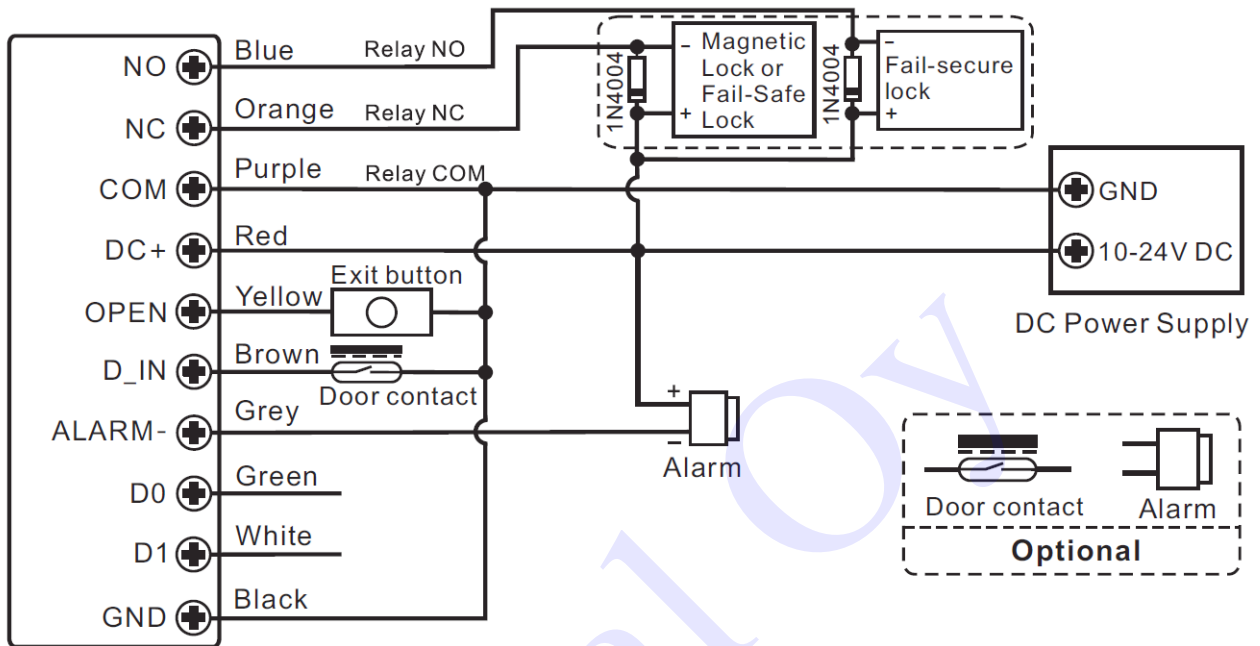 NO
Blue
Relay NO
NC
Orange
Relay NC
COM
Purple
Relay COM
DC+
Red
OPEN
Yellow
Exit button
D_IN
Brown
Door contact
ALARM-
Grey
D0
Green
D1
White
GND
Black
1N4004
-
Magnetic
Lock or
Fail-Safe
+ Lock
1N4004
-
Fail-secure
lock
+
GND
10-24V DC
DC Power Supply
+
-
Alarm
Door contact
Alarm
Optional